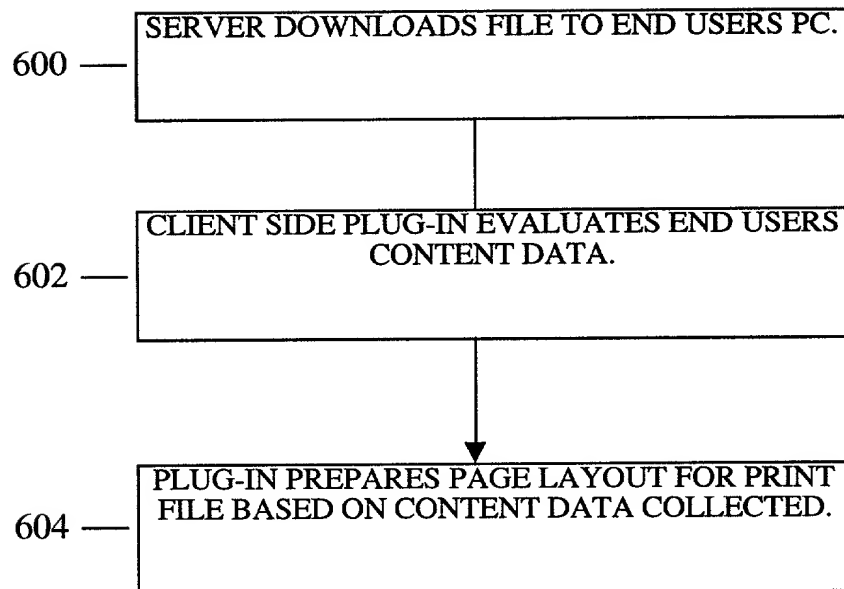 SERVER DOWNLOADS FILE TO END USERS PC.
600
CLIENT SIDE PLUG-IN EVALUATES END USERS
CONTENT DATA.
602
PLUG-IN PREPARES PAGE LAYOUT FOR PRINT
FILE BASED ON CONTENT DATA COLLECTED.
604